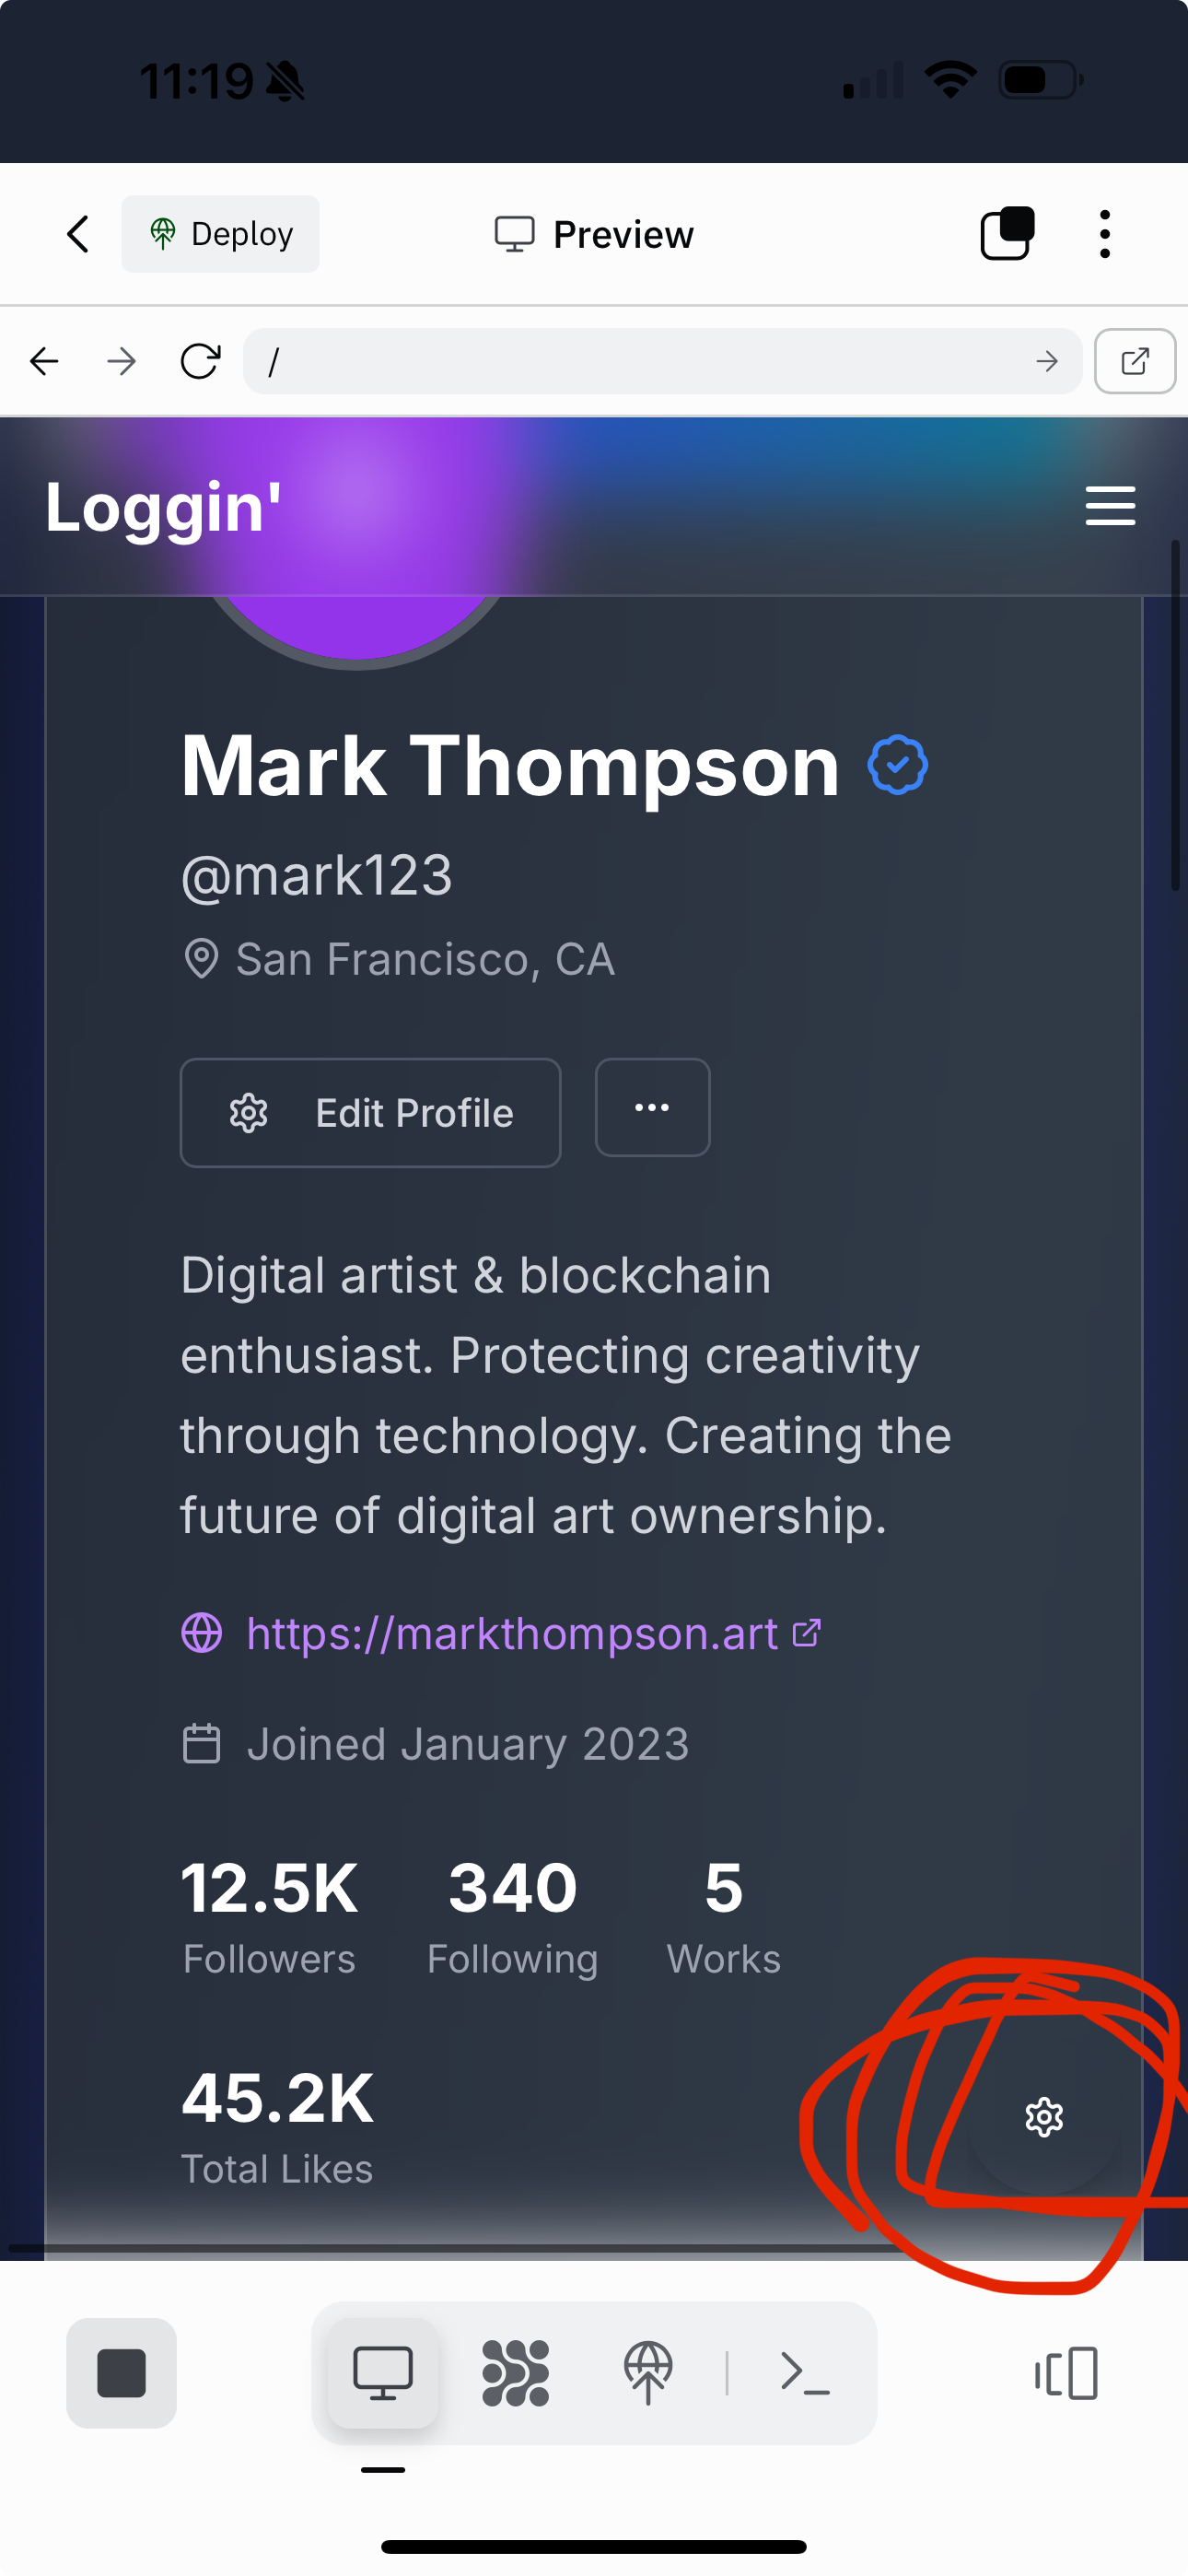 11:19
Deploy
Preview
/
Loggin'
Mark Thompson
@mark123
San Francisco, CA
Edit Profile
...
Digital artist & blockchain
enthusiast. Protecting creativity
through technology. Creating the
future of digital art ownership.
https://markthompson.art
Joined January 2023
12.5K 340 5
Followers Following Works
45.2K
Total Likes